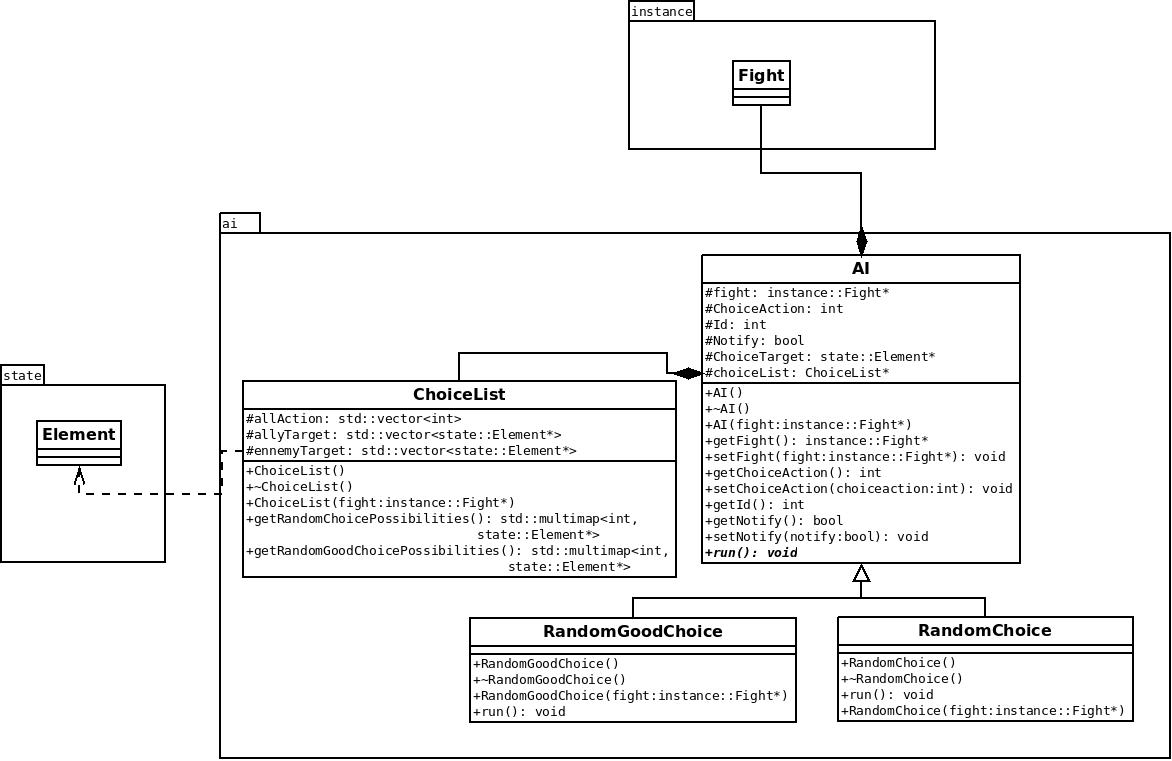 instance
Fight
ai
AI
#fight: instance::Fight*
#ChoiceAction: int
#Id: int
#Notify: bool
#ChoiceTarget: state::Element*
#choiceList: ChoiceList*
+AI()
+~AI()
+AI(fight:instance::Fight*)
+getFight(): instance::Fight*
+setFight(fight:instance::Fight*): void
+getChoiceAction(): int
+setChoiceAction(choiceaction:int): void
+getId(): int
+getNotify(): bool
+setNotify(notify:bool): void
+run(): void
state
Element
ChoiceList
#allAction: std::vector<int>
#allyTarget: std::vector<state::Element*>
#ennemyTarget: std::vector<state::Element*>
+ChoiceList()
+~ChoiceList()
+ChoiceList(fight:instance::Fight*)
+getRandomChoicePossibilities(): std::multimap<int,
state::Element*>
+getRandomGoodChoicePossibilities(): std::multimap<int,
state::Element*>
RandomGoodChoice
+RandomGoodChoice()
+~RandomGoodChoice()
+RandomGoodChoice(fight:instance::Fight*)
+run(): void
RandomChoice
+RandomChoice()
+~RandomChoice()
+run(): void
+RandomChoice(fight:instance::Fight*)